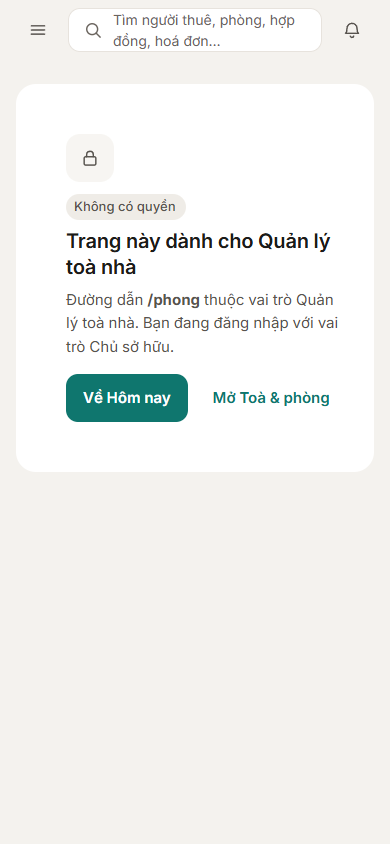 Tìm người thuê, phòng, hợp
đồng, hoá đơn...
Không có quyền
Trang này dành cho Quản lý
toà nhà
Đường dẫn /phong thuộc vai trò Quản
lý toà nhà. Bạn đang đăng nhập với vai
trò Chủ sở hữu.
Về Hôm nay
Mở Toà & phòng